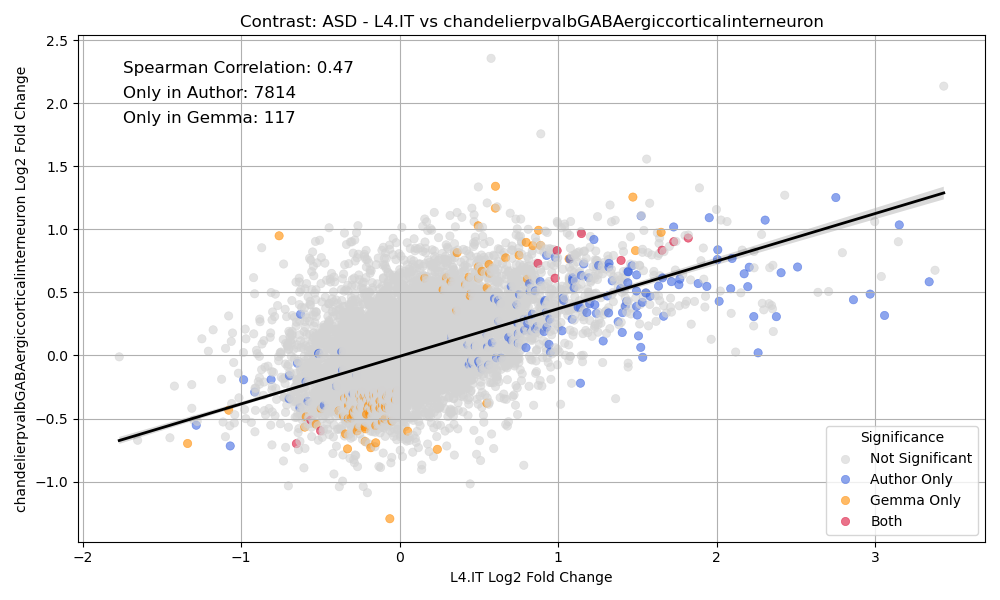 Contrast: ASD - L4.IT vs chandelierpvalbGABAergiccorticalinterneuron
chandelierpvalbGABAergiccorticalinterneuron Log2 Fold Change
2.5
2.0
1.5
1.0
0.5
0.0
−0.5
−1.0
Spearman Correlation: 0.47
Only in Author: 7814
Only in Gemma: 117
Significance
Not Significant
Author Only
Gemma Only
Both
−2
−1
0
1
2
3
L4.IT Log2 Fold Change